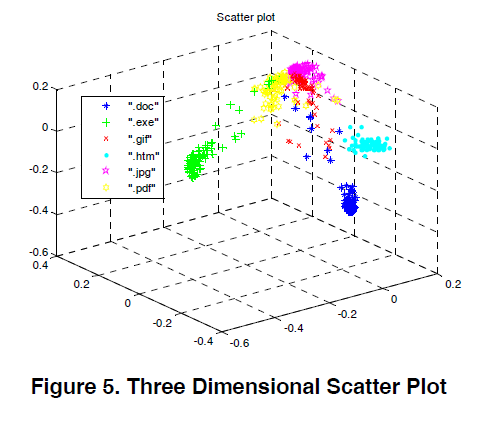 Scatter plot
0.2
0
-0.2
-0.4
-0.6
".doc"
".exe"
".gif"
".htm"
".jpg"
".pdf"
0.4
0.2
0
-0.2
-0.4
-0.6
-0.4
-0.2
0
0.2
Figure 5. Three Dimensional Scatter Plot